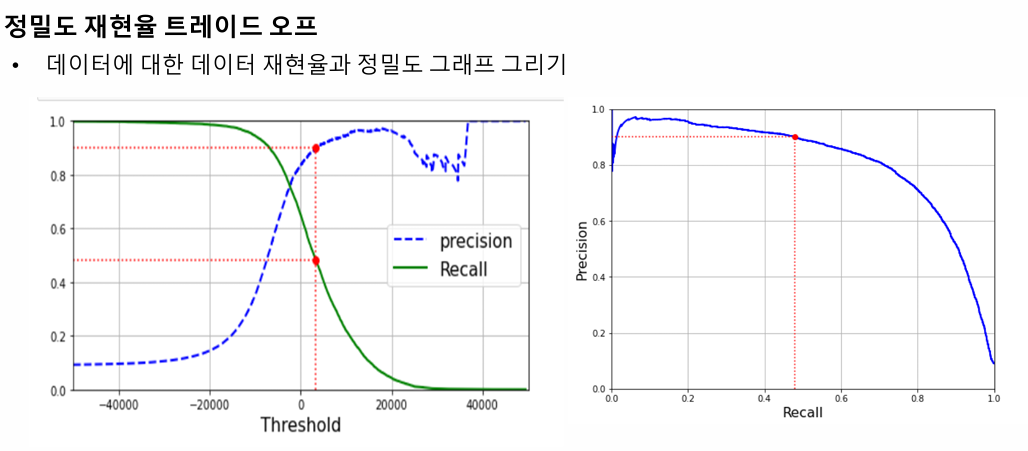 정밀도 재현율 트레이드 오프
• 데이터에 대한 데이터 재현율과 정밀도 그래프 그리기
1.0
0.8
0.6
0.4
0.2
0.0
−40000 −20000 0 20000 40000
Threshold
precision
Recall
1.0
0.8
0.6
0.4
0.2
0.0
Precision
0.0 0.2 0.4 0.6 0.8 1.0
Recall